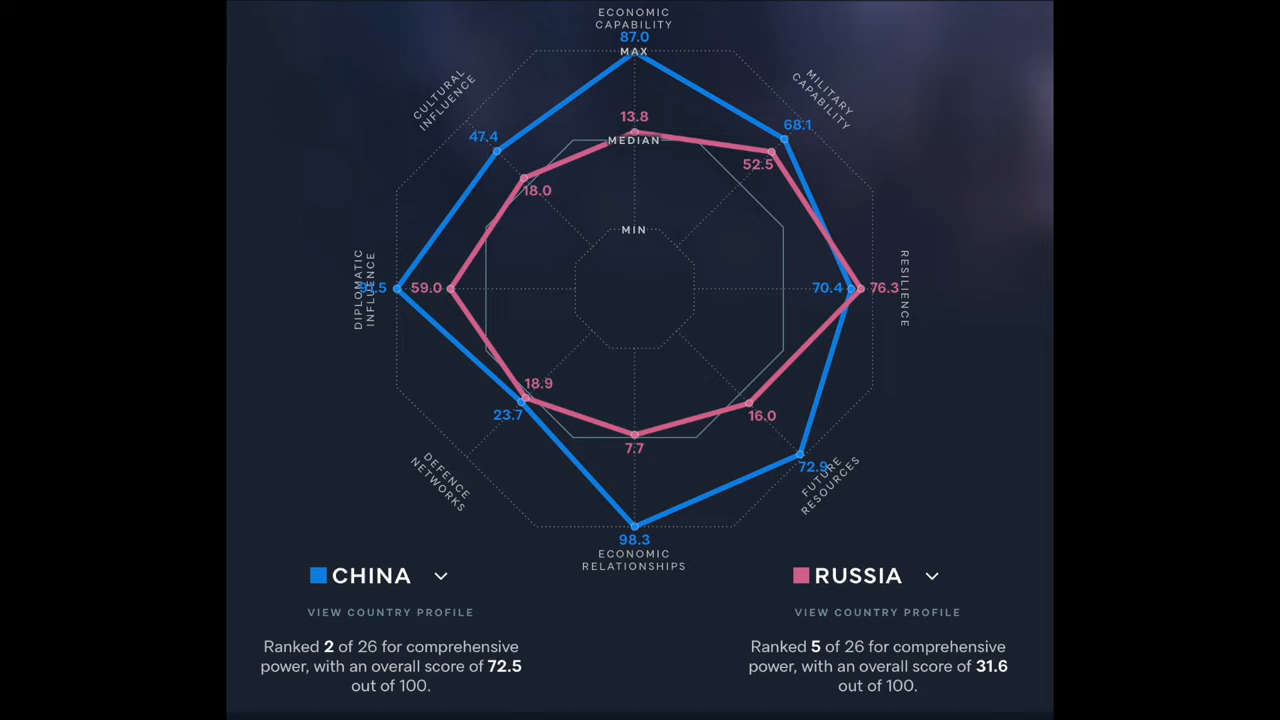 ECONOMIC
CAPABILITY
87.0
MAX
CULTURAL
INFLUENCE
MILITARY
CAPABILITY
47.4
13.8
68.1
MEDIAN
52.5
18.0
MIN
DIPLOMATIC
INFLUENCE
59.0
70.4
76.3
RESILIENCE
18.9
23.7
16.0
7.7
72.9
DEFENCE
NETWORKS
FUTURE
RESOURCES
98.3
ECONOMIC
RELATIONSHIPS
CHINA
VIEW COUNTRY PROFILE
Ranked 2 of 26 for comprehensive
power, with an overall score of 72.5
out of 100.
RUSSIA
VIEW COUNTRY PROFILE
Ranked 5 of 26 for comprehensive
power, with an overall score of 31.6
out of 100.